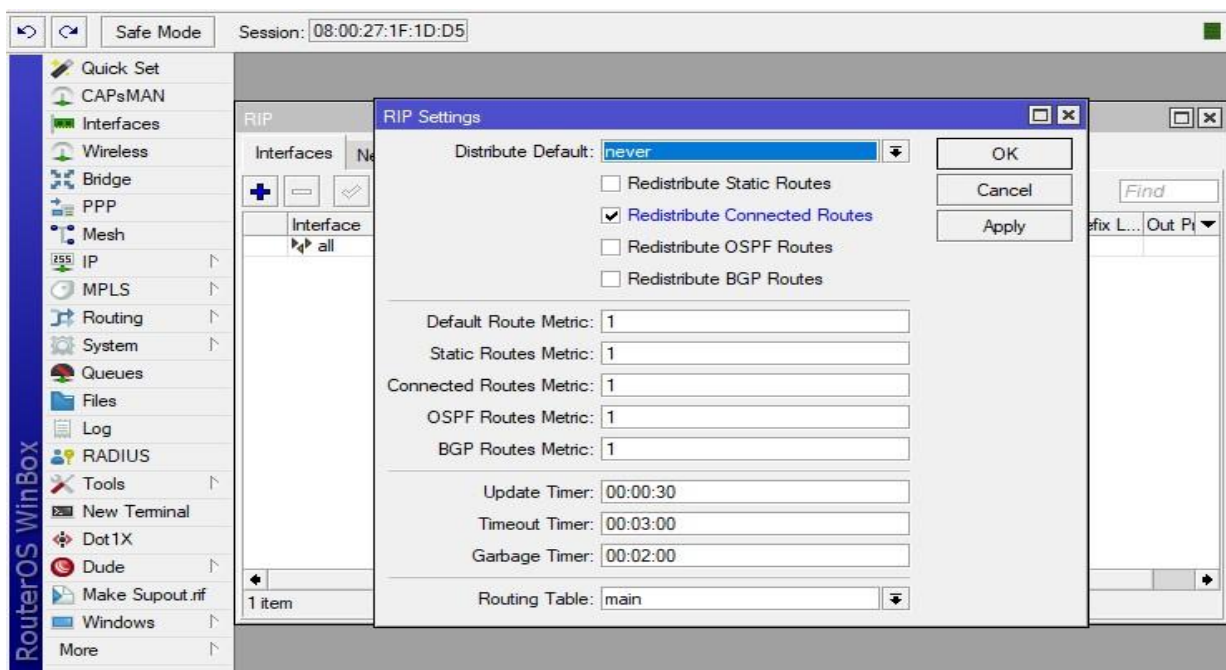 Safe Mode
Session: 08:00:27:1F:1D:D5
RouterOS WinBox
Quick Set
CAPsMAN
Interfaces
Wireless
Bridge
PPP
Mesh
255 IP
MPLS
Routing
System
Queues
Files
Log
RADIUS
Tools
New Terminal
Dot1X
Dude
Make Supout.rif
Windows
More
RIP
Interfaces
Find
Interface
Out
all
1 item
RIP Settings
Distribute Default: never
Redistribute Static Routes
Redistribute Connected Routes
Redistribute OSPF Routes
Redistribute BGP Routes
Default Route Metric: 1
Static Routes Metric: 1
Connected Routes Metric: 1
OSPF Routes Metric: 1
BGP Routes Metric: 1
Update Timer: 00:00:30
Timeout Timer: 00:03:00
Garbage Timer: 00:02:00
Routing Table: main
OK
Cancel
Apply